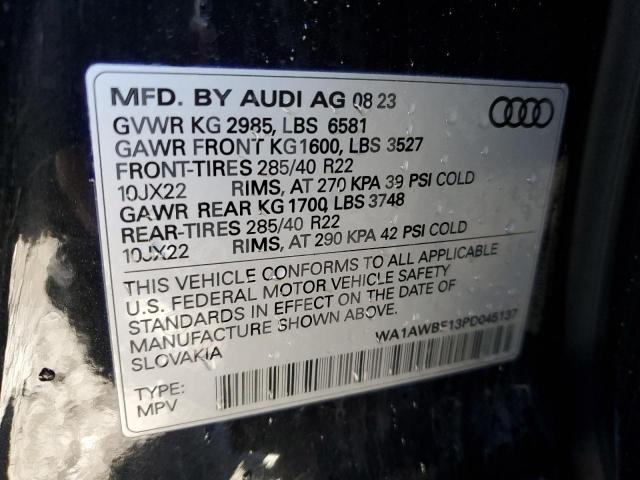 MFD. BY AUDI AG 08 23
GVWR KG 2985, LBS 6581
GAWR FRONT KG1600, LBS 3527
FRONT-TIRES 285/40 R22
10JX22 RIMS, AT 270 KPA 39 PSI COLD
GAWR REAR KG 1700, LBS 3748
REAR-TIRES 285/40 R22
10JX22 RIMS, AT 290 KPA 42 PSI COLD
THIS VEHICLE CONFORMS TO ALL APPLICABLE
U.S. FEDERAL MOTOR VEHICLE SAFETY
STANDARDS IN EFFECT ON THE DATE OF
MANUFACTURE SHOWN ABOVE.
SLOVAKIA
TYPE:
MPV